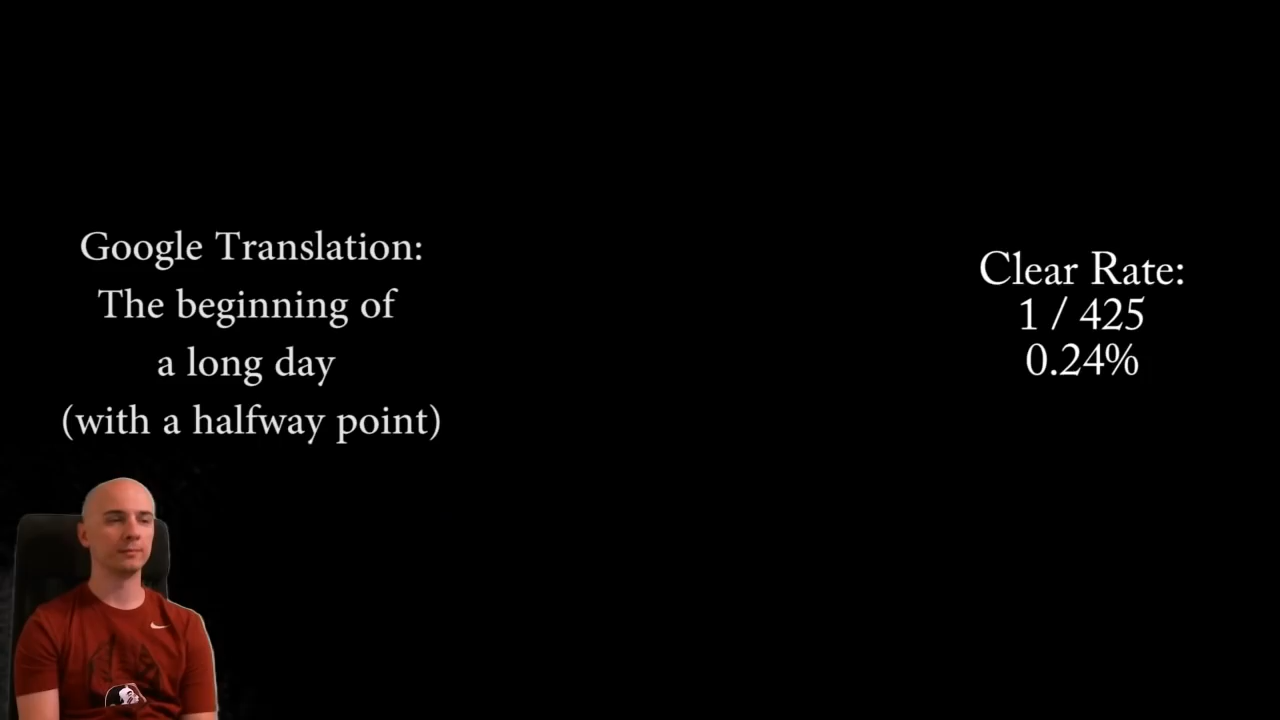 Google Translation:
The beginning of
a long day
(with a halfway point)
Clear Rate:
1 / 425
0.24%